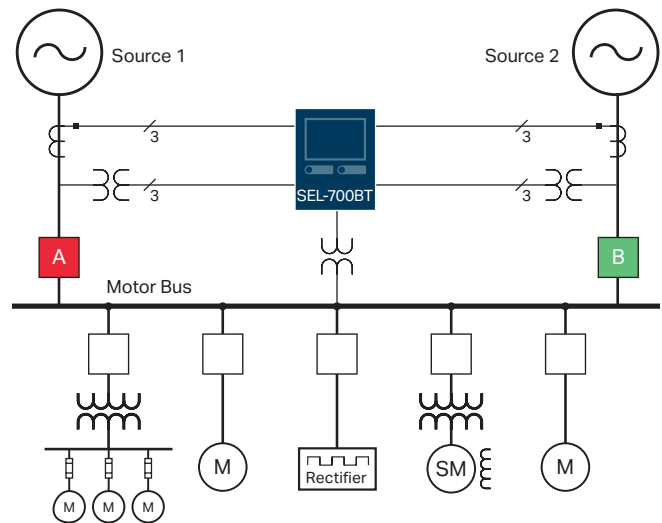 Source 1
Source 2
3
3
SEL-700BT
3
3
A
B
Motor Bus
M
Rectifier
SM
M
M
M
M